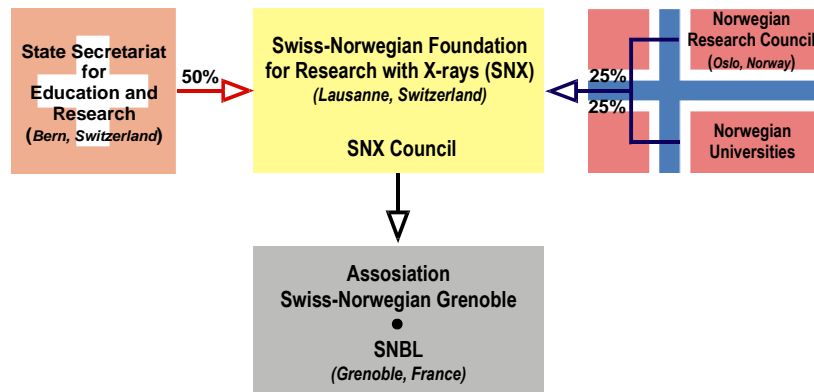 State Secretariat
for
Education and
Research
(Bern, Switzerland)
50%
Swiss-Norwegian Foundation
for Research with X-rays (SNX)
(Lausanne, Switzerland)
SNX Council
25%
25%
Norwegian
Research Council
(Oslo, Norway)
Norwegian
Universities
Assosiation
Swiss-Norwegian Grenoble
●
SNBL
(Grenoble, France)